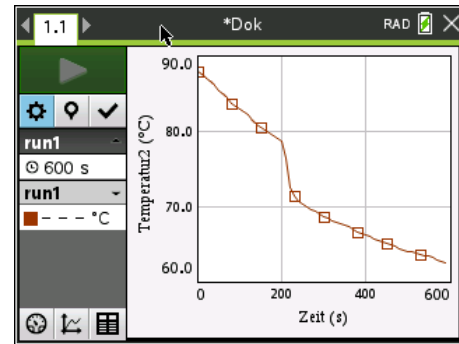 1.1 *Dok RAD
run1
600 s
run1
- - - °C
90.0
80.0
70.0
60.0
Temperatur2 (°C)
0 200 400 600
Zeit (s)